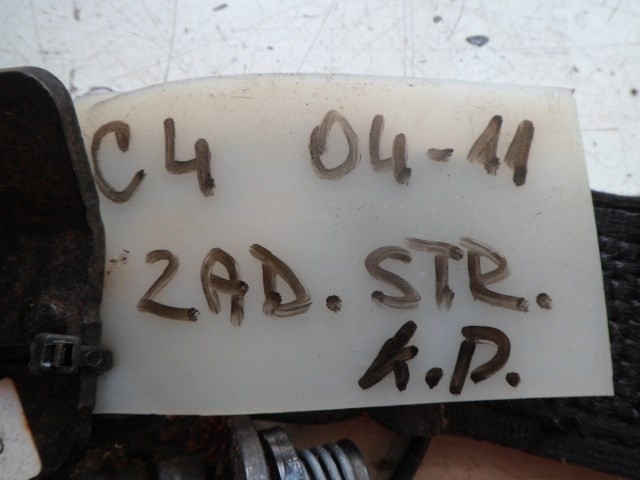 C4 04-11
ZAD. STR.
K.D.